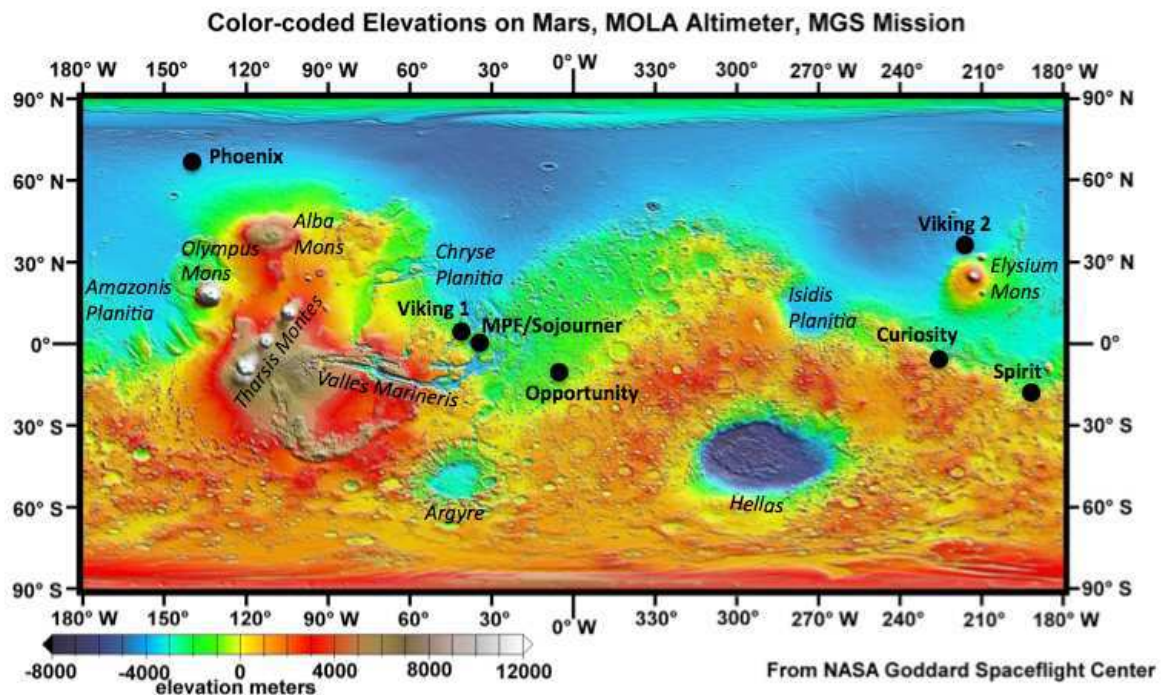 Color-coded Elevations on Mars, MOLA Altimeter, MGS Mission
180° W 150° 120° 90° W 60° 30° 0° W 330° 300° W 270° W 210° 180° W
90° N 90° N
Phoenix
60° N 60° N
Alba
Mons
Olympus
Mons
Viking 2
Chryse
Planitia
30° N 30° N
Elysium
Mons
Amazonis
Planitia
Isidis
Planitia
Viking 1
MPF/Sojourner
Curiosity
0° 0°
Tharsis Montes
Valles Marineris
Opportunity
Spirit
30° S 30° S
Hellas
Argyre
60° S 60° S
90° S 90° S
180° W 150° 120° 90° W 60° 30° 0° W 330° 300° W 270° 240° 210° 180° W
-8000 -4000 0 4000 8000 12000
elevation meters
From NASA Goddard Spaceflight Center